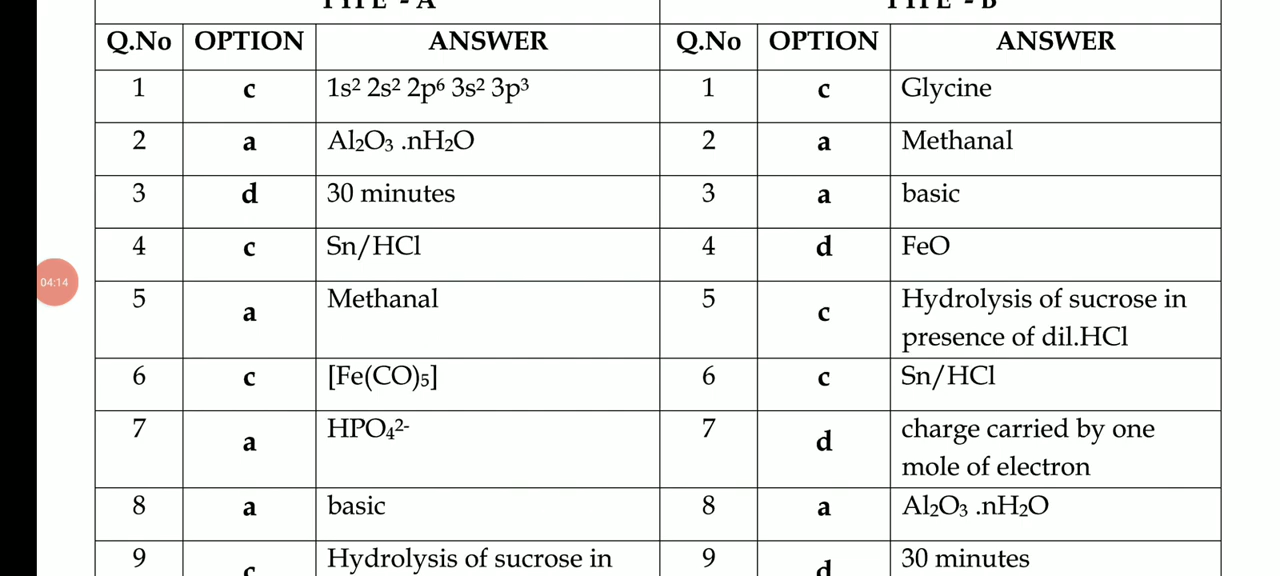 TYPE - A TYPE - B
Q.No OPTION ANSWER Q.No OPTION ANSWER
1 c 1s² 2s² 2p⁶ 3s² 3p³ 1 c Glycine
2 a Al₂O₃ .nH₂O 2 a Methanal
3 d 30 minutes 3 a basic
4 c Sn/HCl 4 d FeO
5 a Methanal 5 c Hydrolysis of sucrose in
presence of dil.HCl
04:14
6 c [Fe(CO)₅] 6 c Sn/HCl
7 a HPO₄²⁻ 7 d charge carried by one
mole of electron
8 a basic 8 a Al₂O₃ .nH₂O
9 c Hydrolysis of sucrose in 9 d 30 minutes